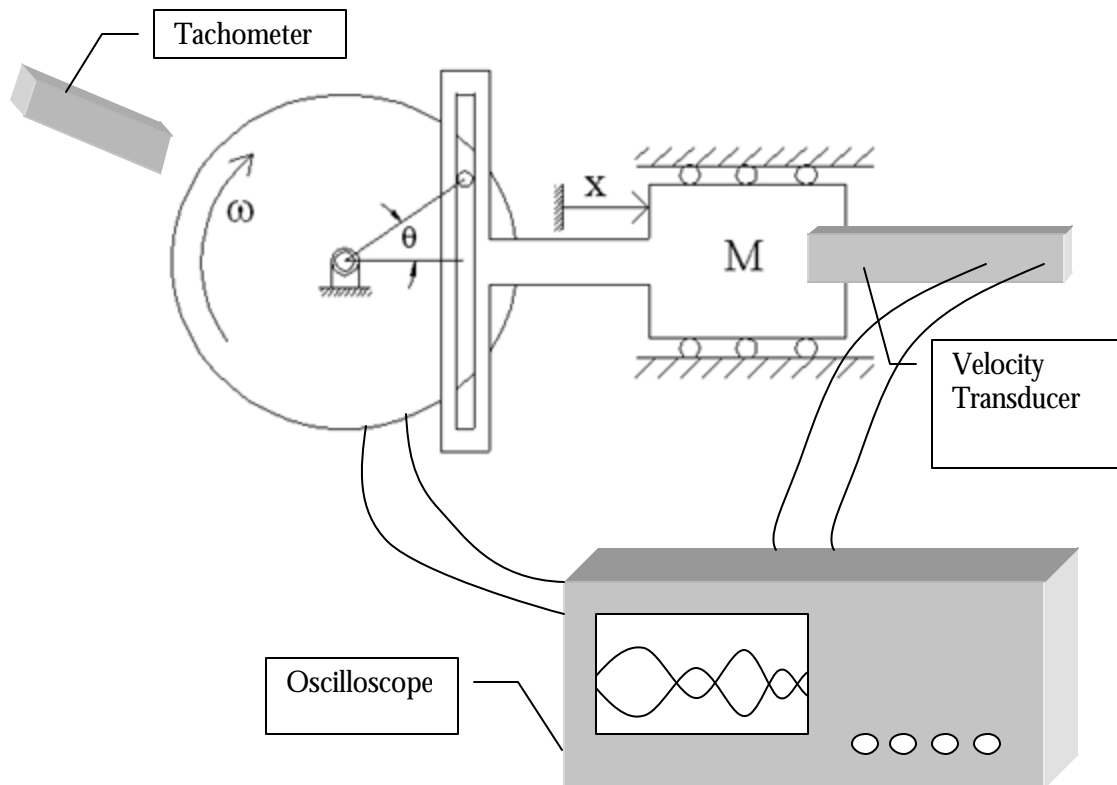 Tachometer
ω
θ
x
M
Velocity
Transducer
Oscilloscope